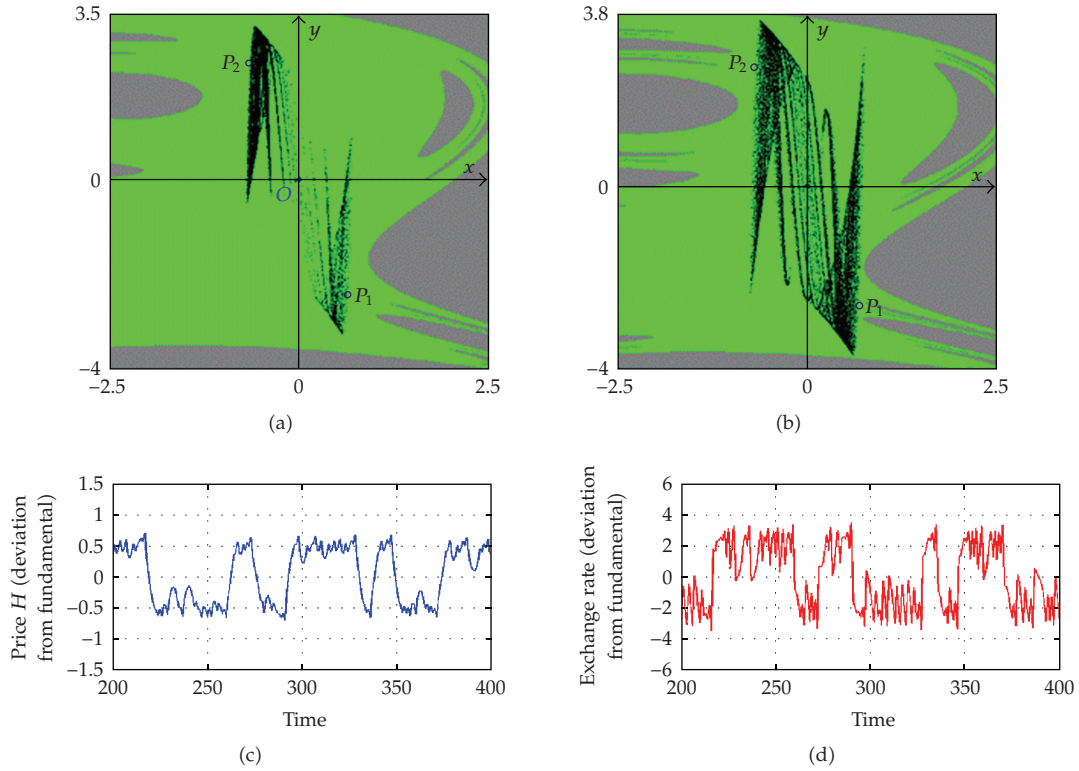 3.5
y
P2
0
x
O
P1
−4
−2.5
0
2.5
(a)
3.8
y
P2
0
x
P1
−4
−2.5
0
2.5
(b)
Price H (deviation
from fundamental)
1.5
1
0.5
0
−0.5
−1
−1.5
200
250
300
350
400
Time
(c)
Exchange rate (deviation
from fundamental)
6
4
2
0
−2
−4
−6
200
250
300
350
400
Time
(d)